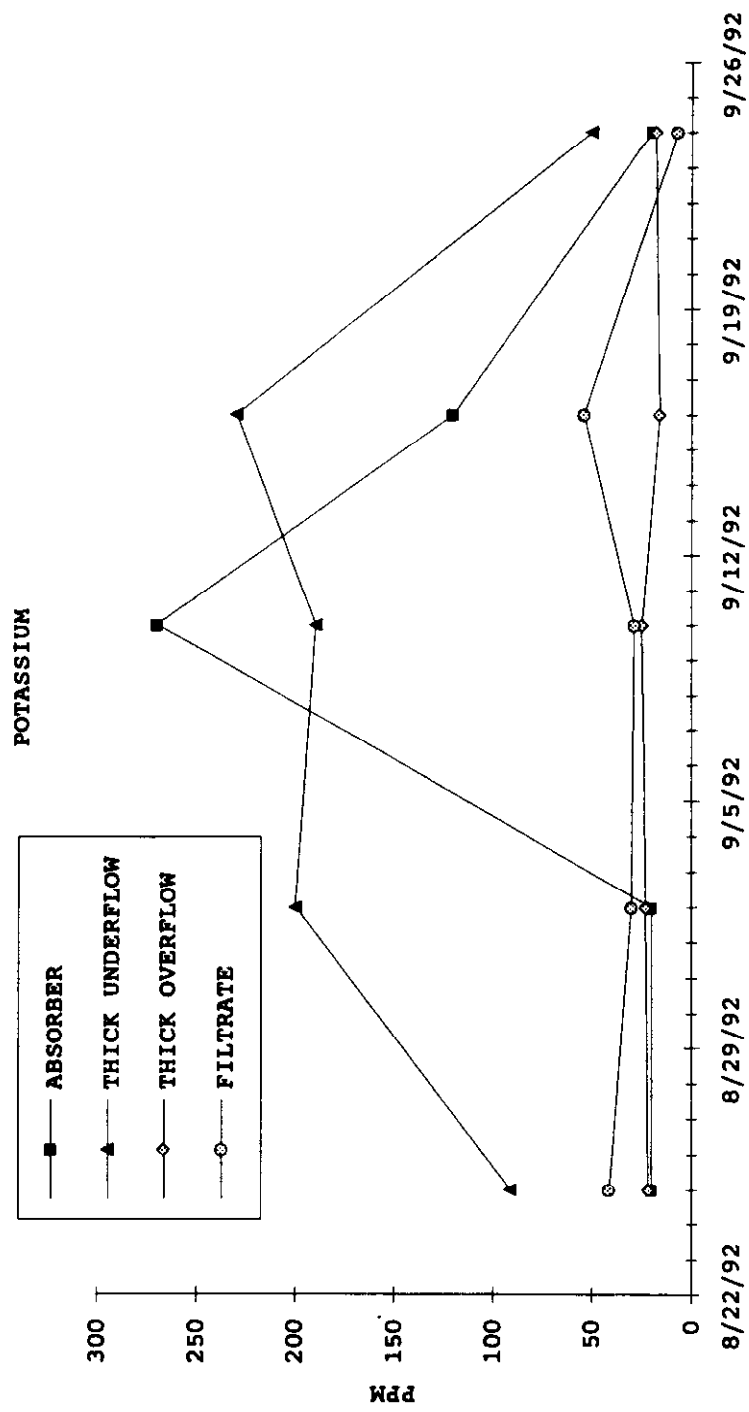 POTASSIUM
ABSORBER
THICK UNDERFLOW
THICK OVERFLOW
FILTRATE
PPM
300
250
200
150
100
50
0
8/22/92 8/29/92 9/5/92 9/12/92 9/19/92 9/26/92